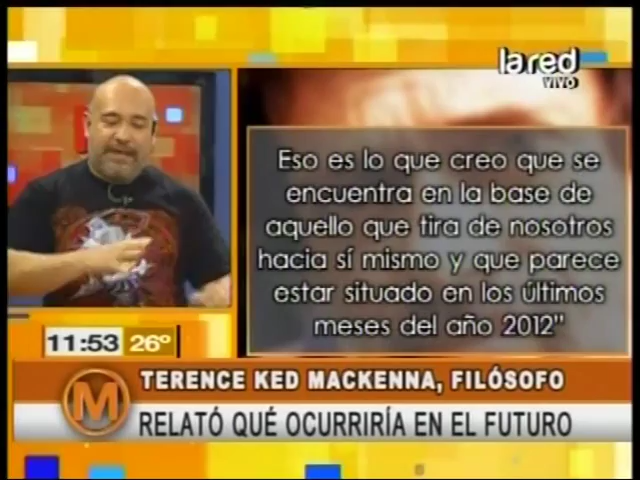 la red
VIVO
Eso es lo que creo que se
encuentra en la base de
aquello que tira de nosotros
hacia sí mismo y que parece
estar situado en los últimos
meses del año 2012"
11:53 26º
M
TERENCE KED MACKENNA, FILÓSOFO
RELATÓ QUÉ OCURRIRÍA EN EL FUTURO